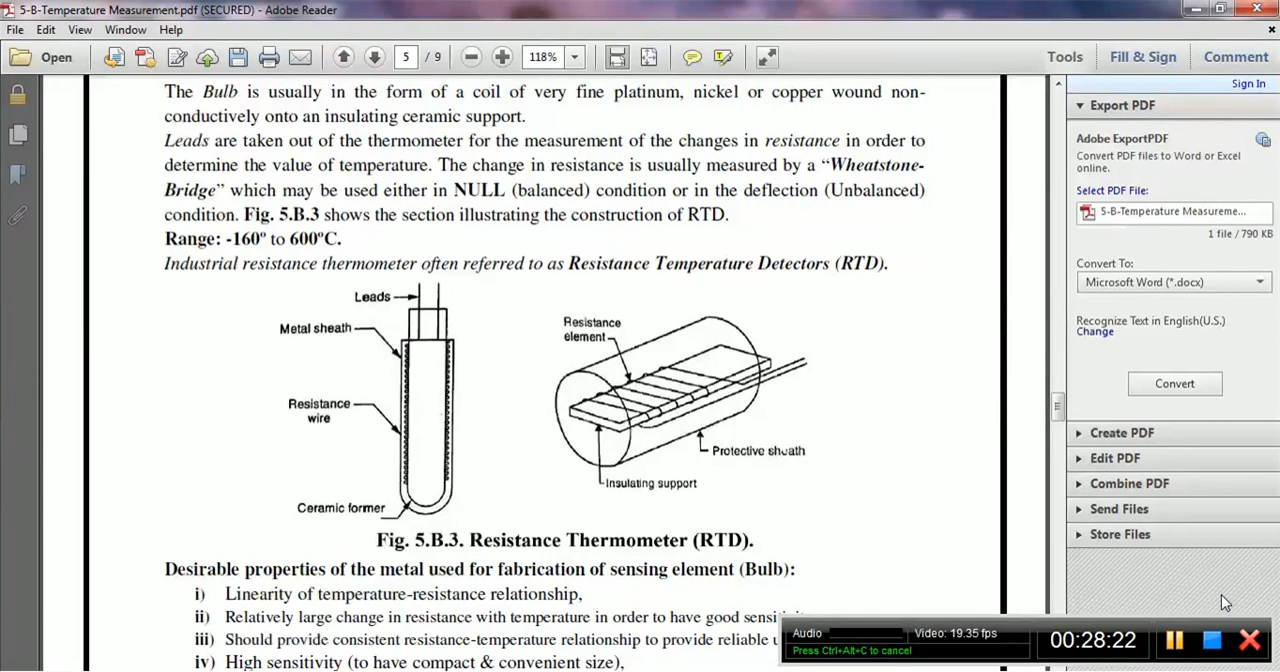 5-B-Temperature Measurement.pdf (SECURED) - Adobe Reader
File Edit View Window Help
Open 5 / 9 118% Tools Fill & Sign Comment
Sign In
The Bulb is usually in the form of a coil of very fine platinum, nickel or copper wound non-
conductively onto an insulating ceramic support.
Leads are taken out of the thermometer for the measurement of the changes in resistance in order to
determine the value of temperature. The change in resistance is usually measured by a “Wheatstone-
Bridge” which may be used either in NULL (balanced) condition or in the deflection (Unbalanced)
condition. Fig. 5.B.3 shows the section illustrating the construction of RTD.
Range: -160º to 600ºC.
Industrial resistance thermometer often referred to as Resistance Temperature Detectors (RTD).
Leads
Metal sheath
Resistance
wire
Ceramic former
Resistance
element
Protective sheath
Insulating support
Fig. 5.B.3. Resistance Thermometer (RTD).
Desirable properties of the metal used for fabrication of sensing element (Bulb):
i) Linearity of temperature-resistance relationship,
ii) Relatively large change in resistance with temperature in order to have good
iii) Should provide consistent resistance-temperature relationship to provide reliable
iv) High sensitivity (to have compact & convenient size),
Export PDF
Adobe ExportPDF
Convert PDF files to Word or Excel
online.
Select PDF File:
5-B-Temperature Measureme...
1 file / 790 KB
Convert To:
Microsoft Word (*.docx)
Recognize Text in English(U.S.)
Change
Convert
Create PDF
Edit PDF
Combine PDF
Send Files
Store Files
Audio Video: 19.35 fps
Press Ctrl+Alt+C to cancel
00:28:22